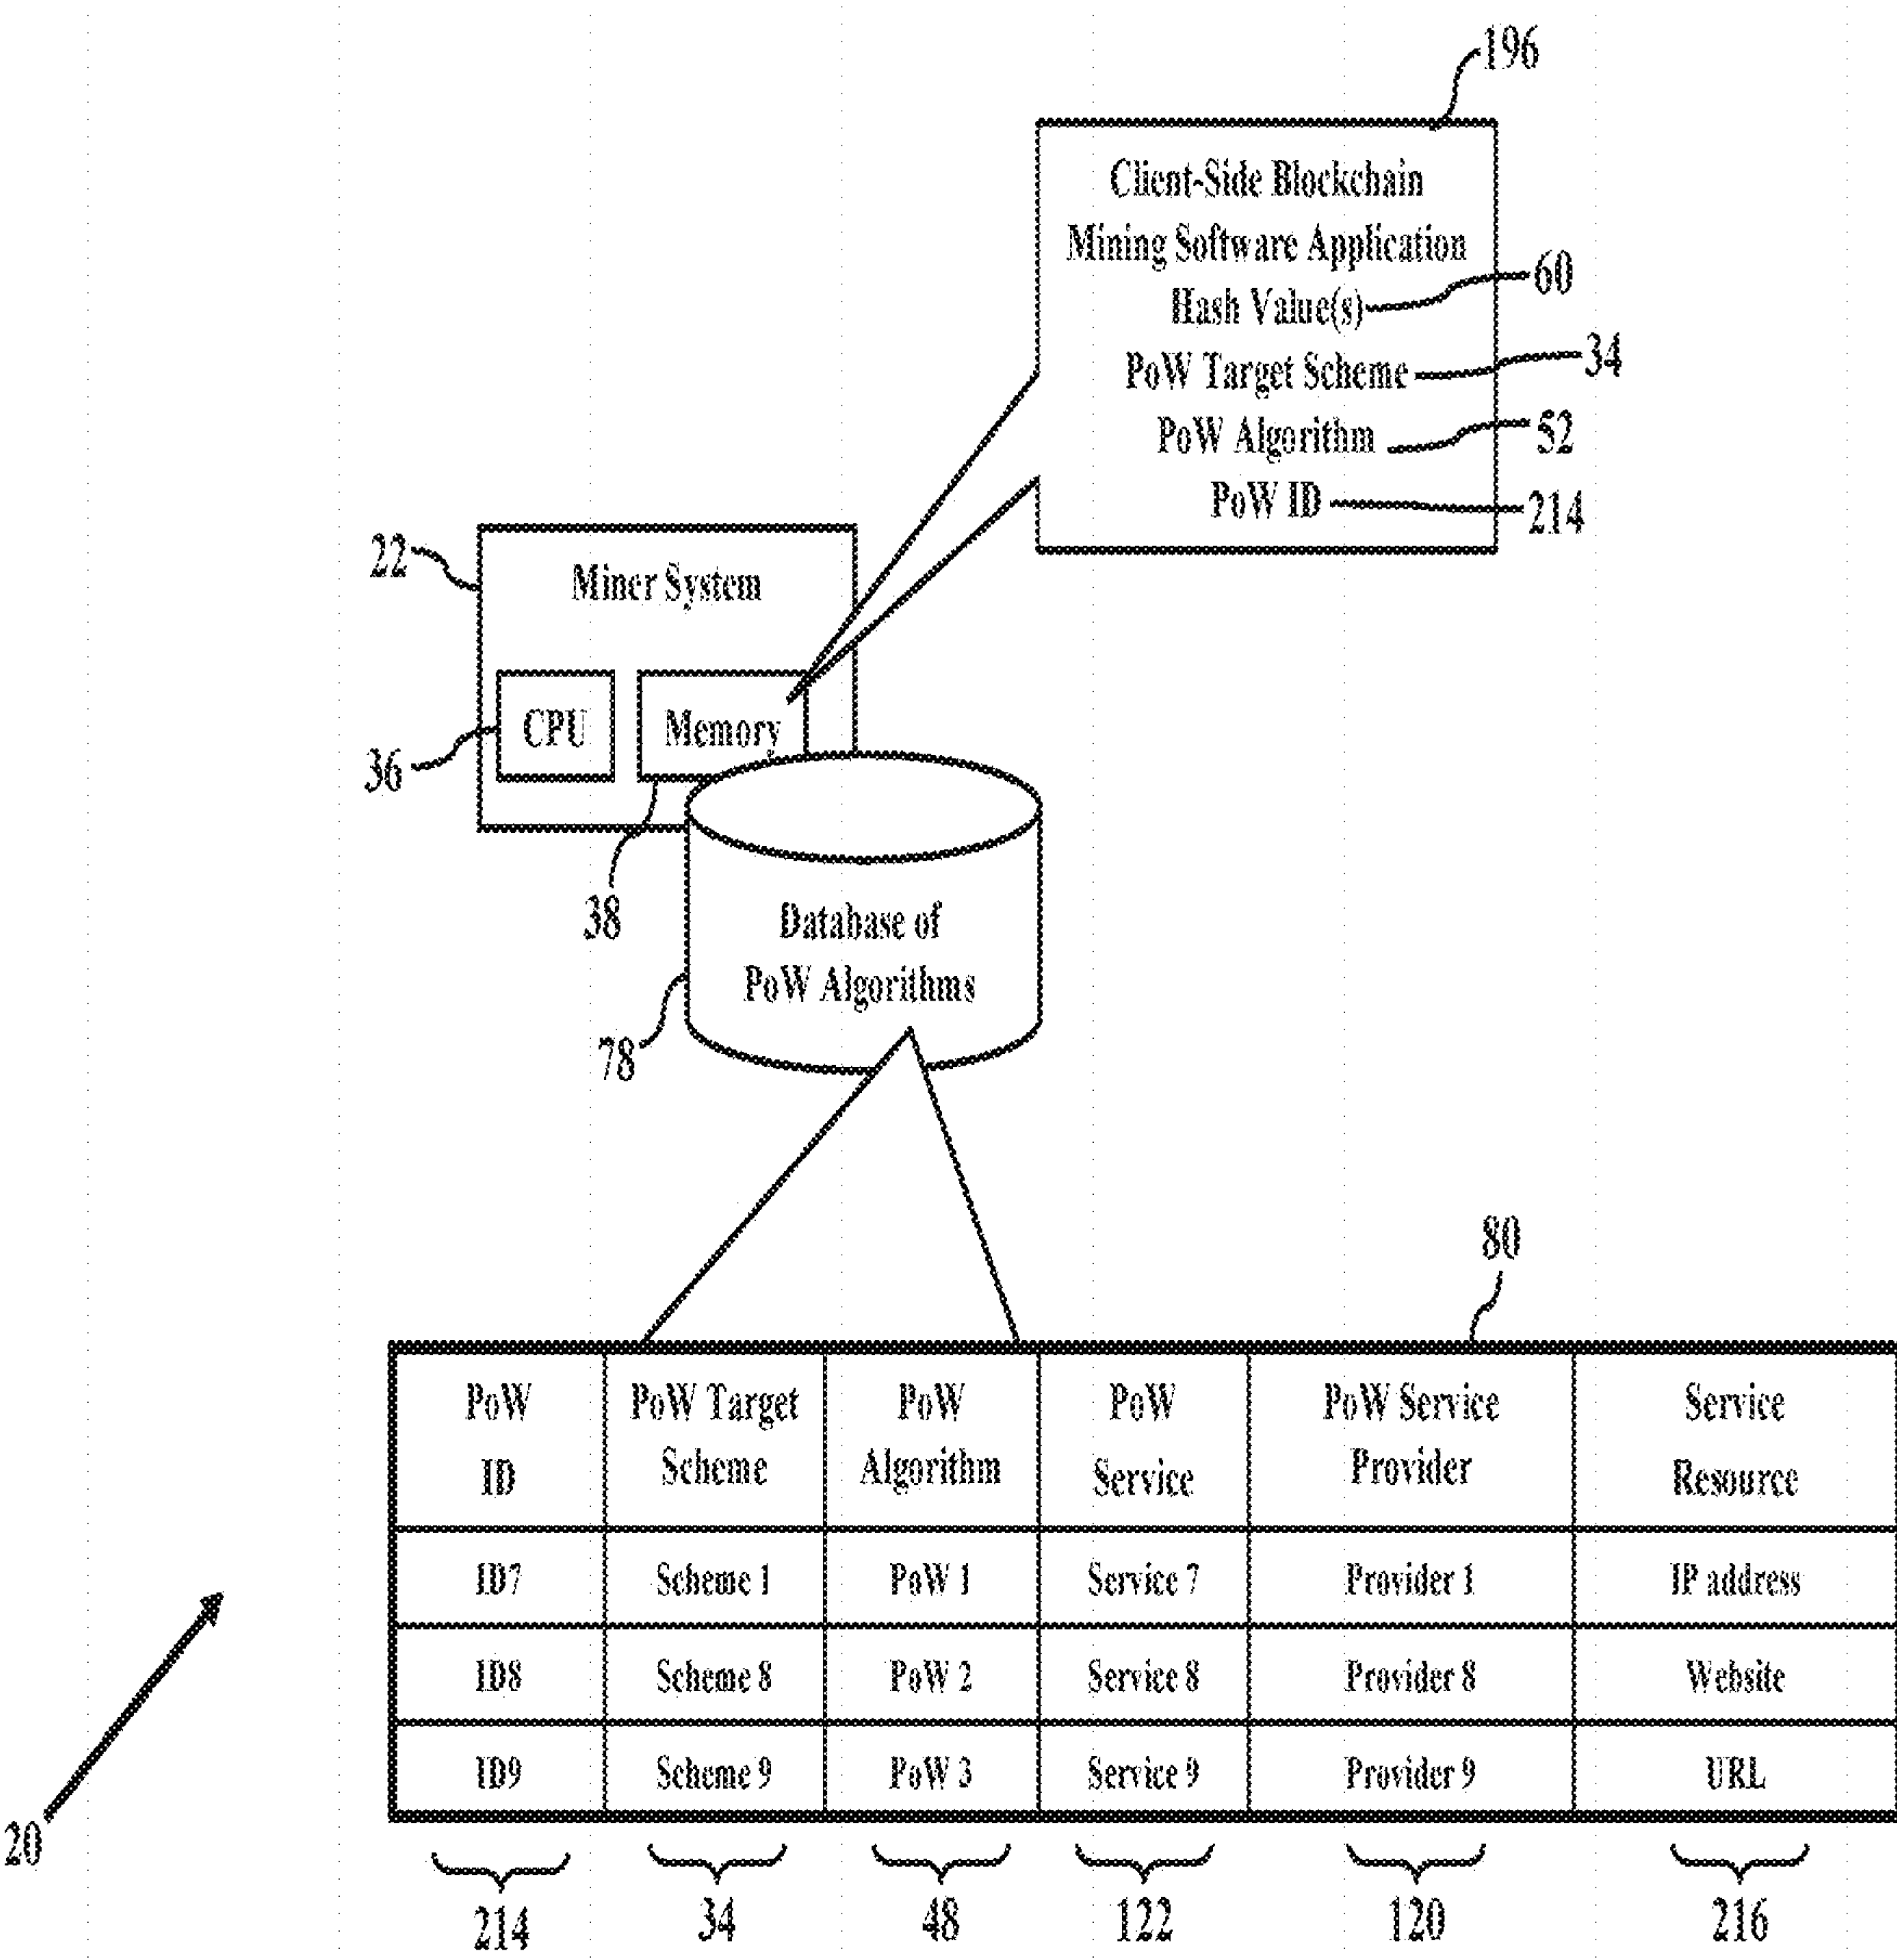 196
Client-Side Blockchain
Mining Software Application
Hash Value(s)
60
PoW Target Scheme
34
PoW Algorithm
52
PoW ID
214
22
Miner System
CPU
Memory
36
38
Database of
PoW Algorithms
78
80
PoW ID
PoW Target Scheme
PoW Algorithm
PoW Service
PoW Service Provider
Service Resource
ID7 Scheme 1 PoW 1 Service 7 Provider 1 IP address
ID8 Scheme 8 PoW 2 Service 8 Provider 8 Website
ID9 Scheme 9 PoW 3 Service 9 Provider 9 URL
20
214 34 48 122 120 216